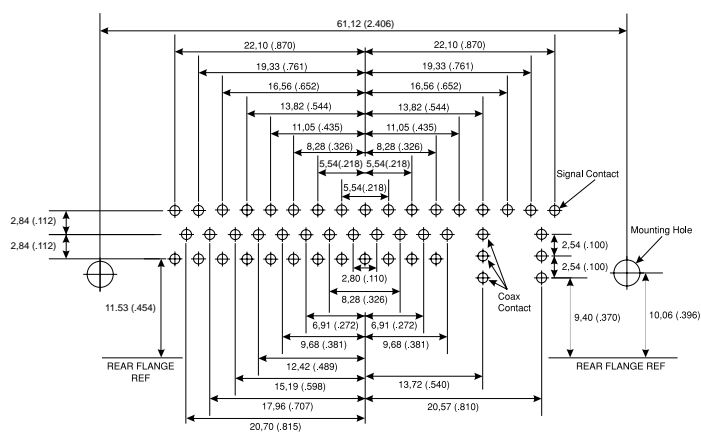 61,12 (2.406)
22,10 (.870) 22,10 (.870)
19,33 (.761) 19,33 (.761)
16,56 (.652) 16,56 (.652)
13,82 (.544) 13,82 (.544)
11,05 (.435) 11,05 (.435)
8,28 (.326) 8,28 (.326)
5,54(.218) 5,54(.218)
Signal Contact
5,54(.218)
2,84 (.112)
Mounting Hole
2,84 (.112)
2,54 (.100)
2,54 (.100)
2,80 (.110)
Coax
Contact
8,28 (.326)
11.53 (.454)
9,40 (.370)
10,06 (.396)
6,91 (.272) 6,91 (.272)
9,68 (.381) 9,68 (.381)
REAR FLANGE
REF
12,42 (.489)
REAR FLANGE REF
15,19 (.598)
13,72 (.540)
17,96 (.707)
20,57 (.810)
20,70 (.815)